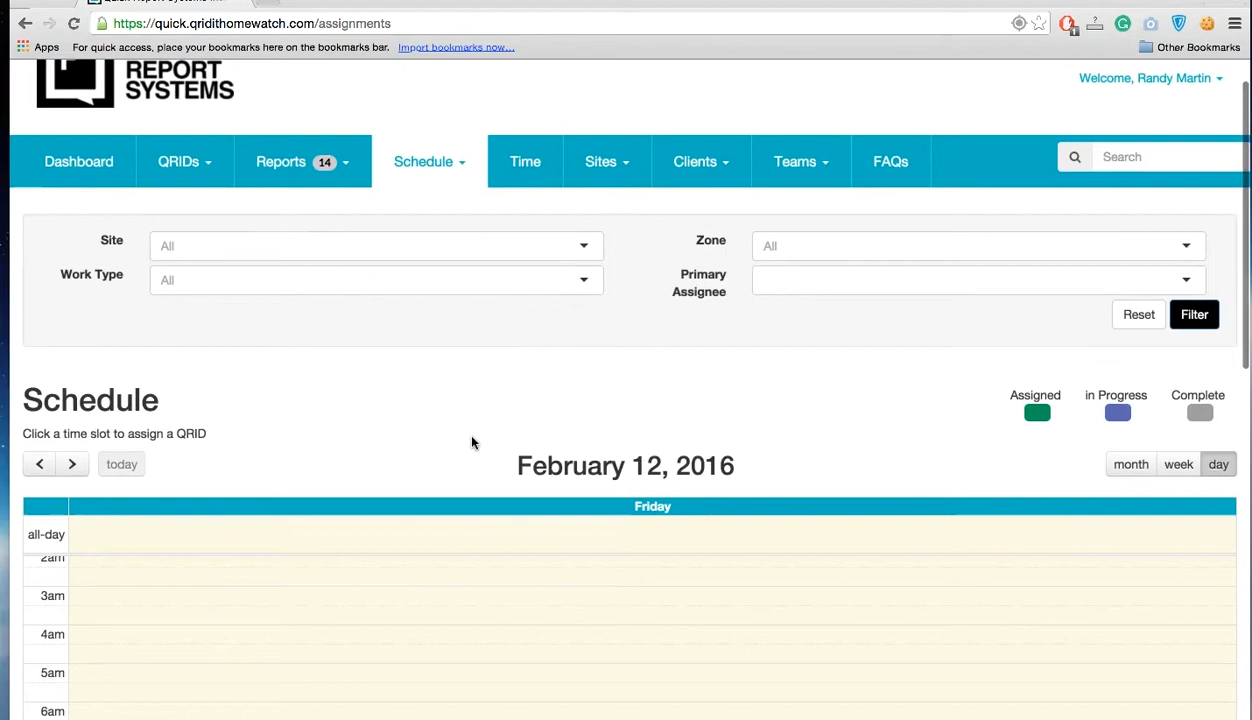 https://quick.qridithomewatch.com/assignments
Apps For quick access, place your bookmarks here on the bookmarks bar. Import bookmarks now... Other Bookmarks
REPORT
SYSTEMS
Welcome, Randy Martin
Dashboard QRIDs Reports 14 Schedule Time Sites Clients Teams FAQs Search
Site All Zone All
Work Type All Primary
Assignee
Reset Filter
Schedule
Assigned in Progress Complete
Click a time slot to assign a QRID
< > today February 12, 2016 month week day
Friday
all-day
2am
3am
4am
5am
6am